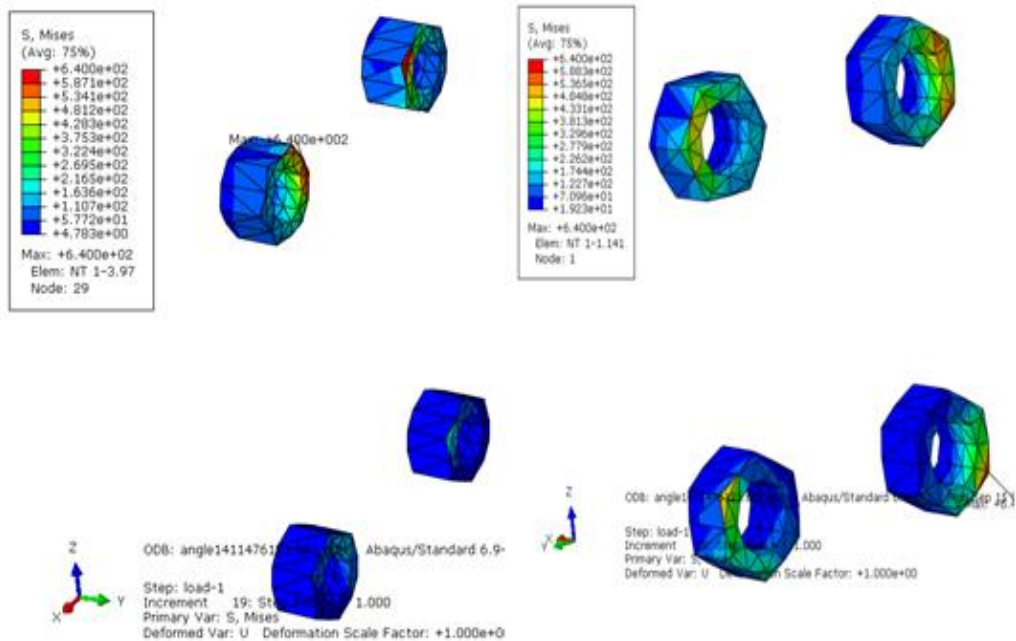 S, Mises
(Avg: 75%)
+6.400e+02
+5.871e+02
+5.341e+02
+4.812e+02
+4.283e+02
+3.753e+02
+3.224e+02
+2.695e+02
+2.165e+02
+1.636e+02
+1.107e+02
+5.772e+01
+4.783e+00
Max: +6.400e+02
Elem: NT 1-3.97
Node: 29
Max: +6.400e+002
S, Mises
(Avg: 75%)
+6.400e+02
+5.883e+02
+5.365e+02
+4.848e+02
+4.331e+02
+3.813e+02
+3.296e+02
+2.779e+02
+2.262e+02
+1.744e+02
+1.227e+02
+7.096e+01
+1.923e+01
Max: +6.400e+02
Elem: NT 1-1.141
Node: 1
Z
Y
X
ODB: angle14114761 Abaqus/Standard 6.9-
Step: load-1
Increment 19: Ste 1.000
Primary Var: S, Mises
Deformed Var: U Deformation Scale Factor: +1.000e+0
Z
Y
X
ODB: angle1 Abaqus/Standard Sep 15
Step: load-1
Increment 1.000
Primary Var: S,
Deformed Var: U Deformation Scale Factor: +1.000e+00